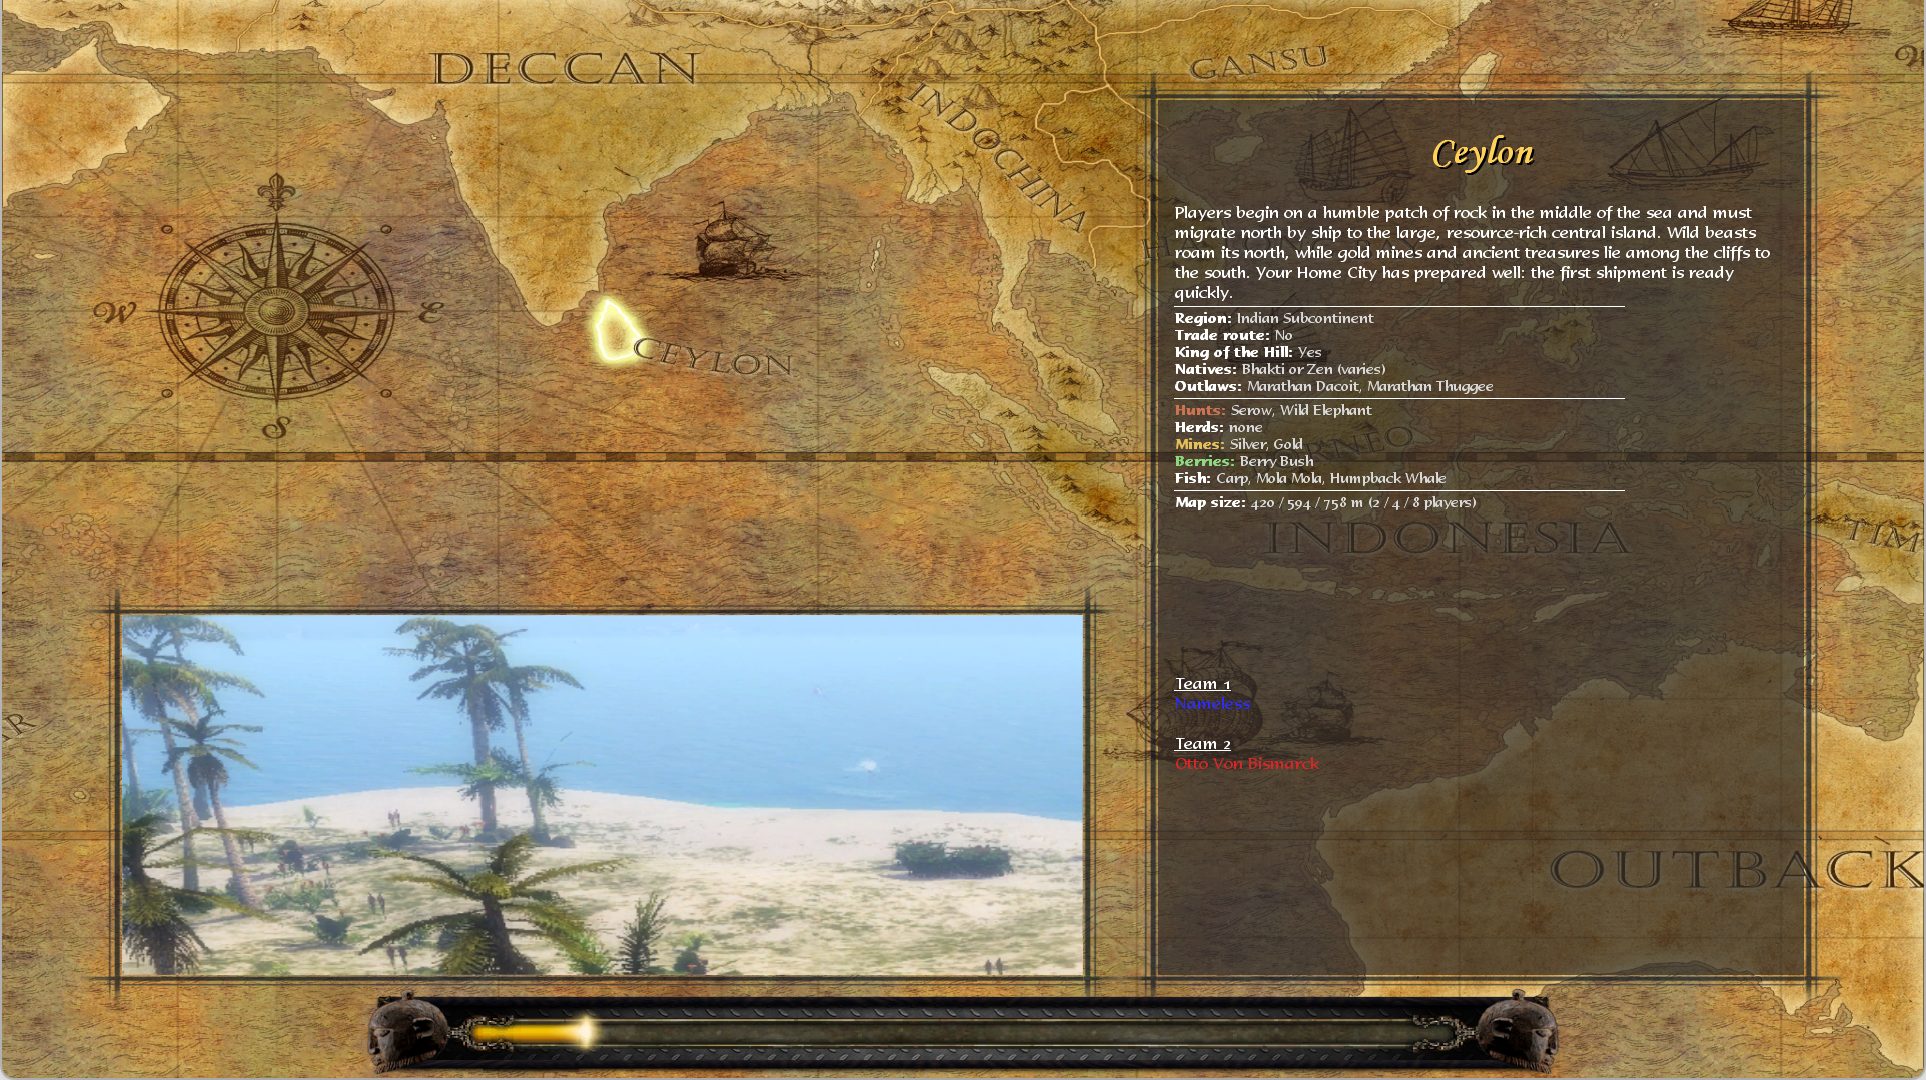 DECCAN
GANSU
INDOCHINA
W
E
S
CEYLON
Ceylon
Players begin on a humble patch of rock in the middle of the sea and must
migrate north by ship to the large, resource-rich central island. Wild beasts
roam its north, while gold mines and ancient treasures lie among the cliffs to
the south. Your Home City has prepared well: the first shipment is ready
quickly.
Region: Indian Subcontinent
Trade route: No
King of the Hill: Yes
Natives: Bhakti or Zen (varies)
Outlaws: Marathan Dacoit, Marathan Thuggee
Hunts: Serow, Wild Elephant
Herds: none
Mines: Silver, Gold
Berries: Berry Bush
Fish: Carp, Mola Mola, Humpback Whale
Map size: 420 / 594 / 758 m (2 / 4 / 8 players)
INDONESIA
TIM
Team 1
Nameless
Team 2
Otto Von Bismarck
OUTBACK